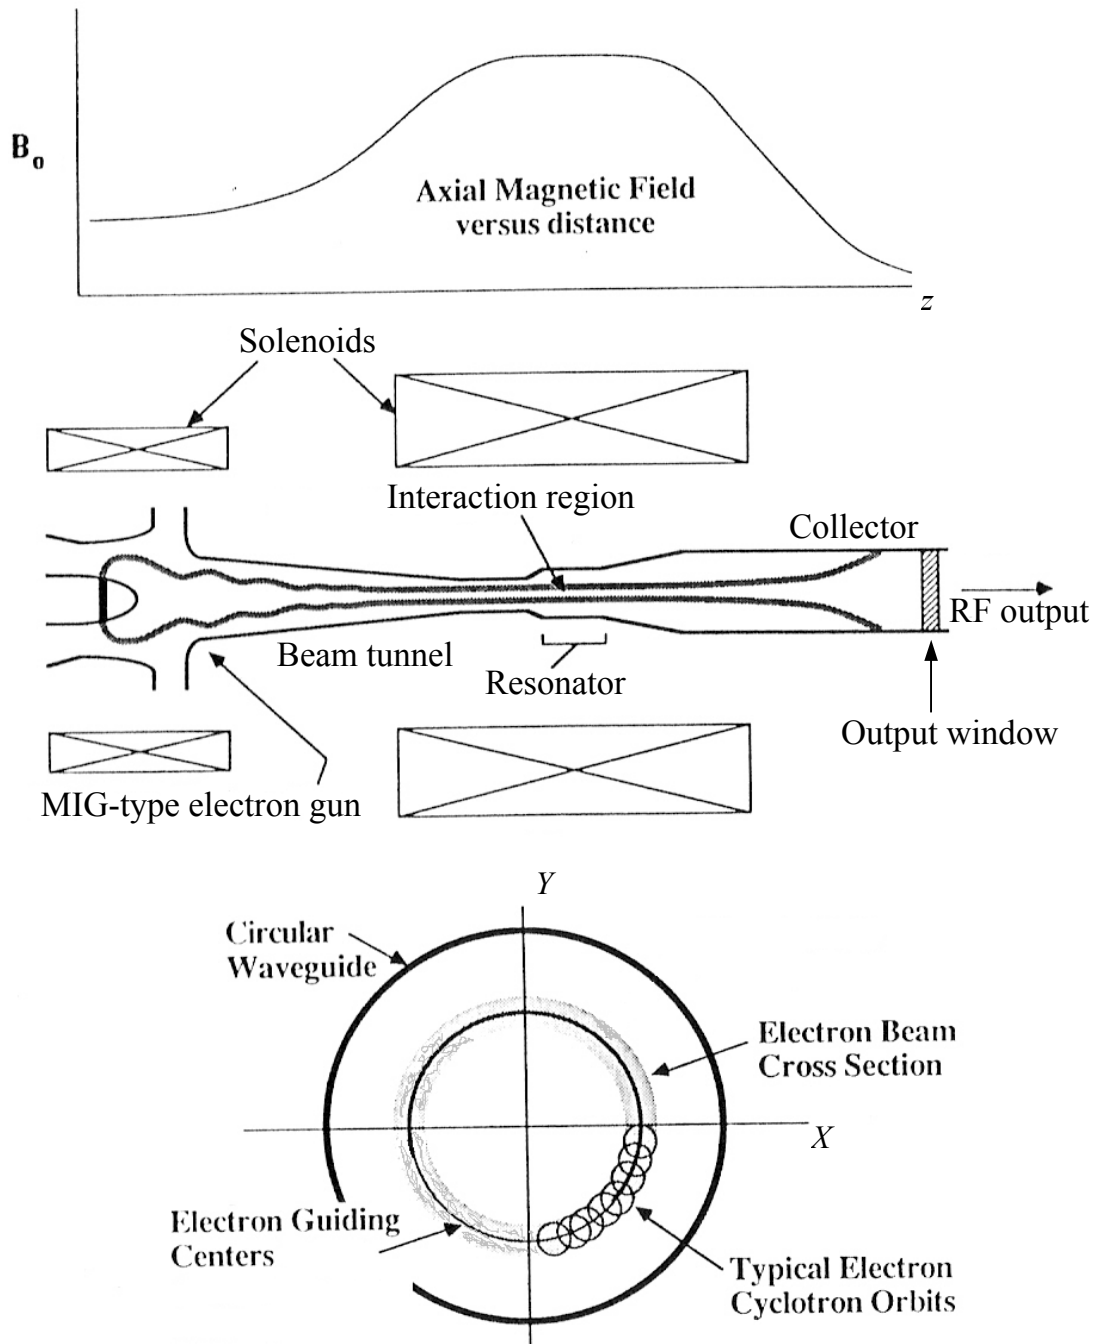 B₀
Axial Magnetic Field
versus distance
z
Solenoids
Interaction region
Collector
RF output
Beam tunnel
Resonator
Output window
MIG-type electron gun
Y
Circular
Waveguide
Electron Beam
Cross Section
X
Electron Guiding
Centers
Typical Electron
Cyclotron Orbits